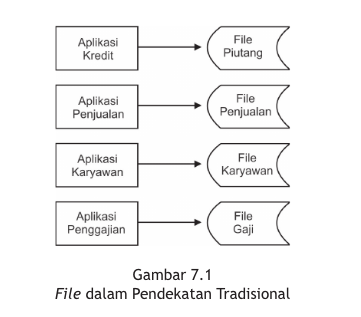 Aplikasi
Kredit
File
Piutang
Aplikasi
Penjualan
File
Penjualan
Aplikasi
Karyawan
File
Karyawan
Aplikasi
Penggajian
File
Gaji
Gambar 7.1
File dalam Pendekatan Tradisional